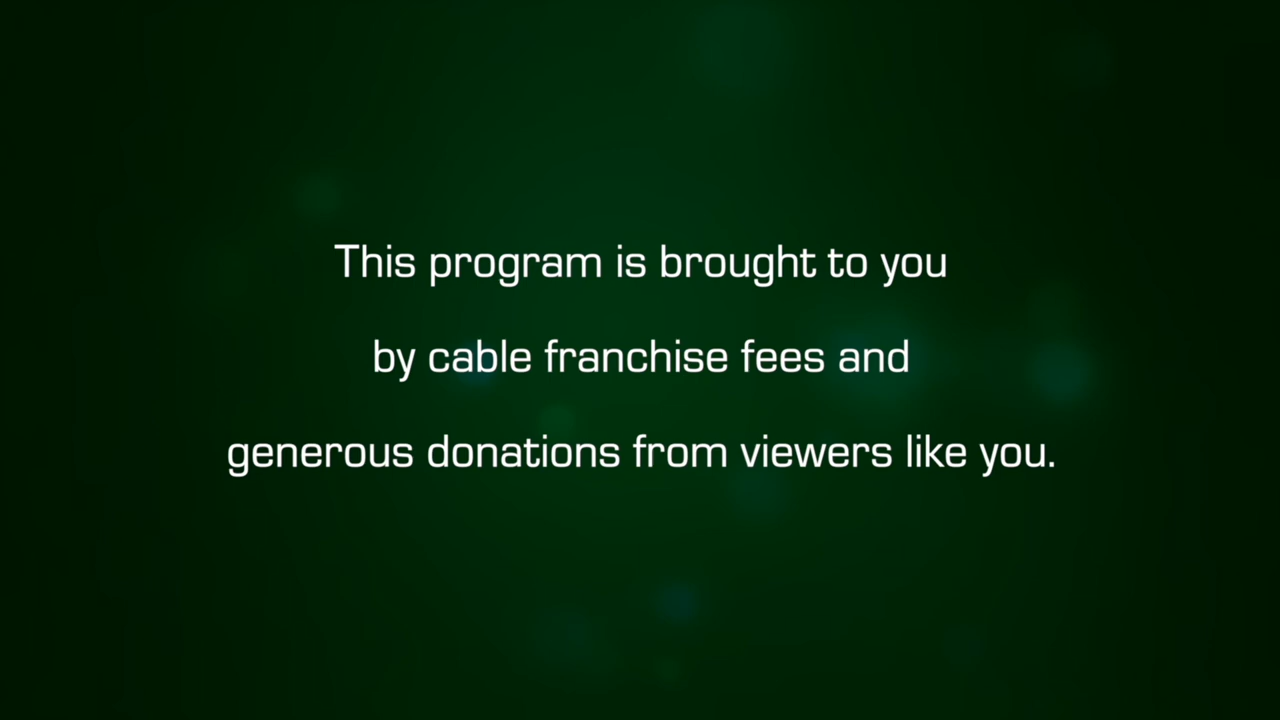 This program is brought to you
by cable franchise fees and
generous donations from viewers like you.